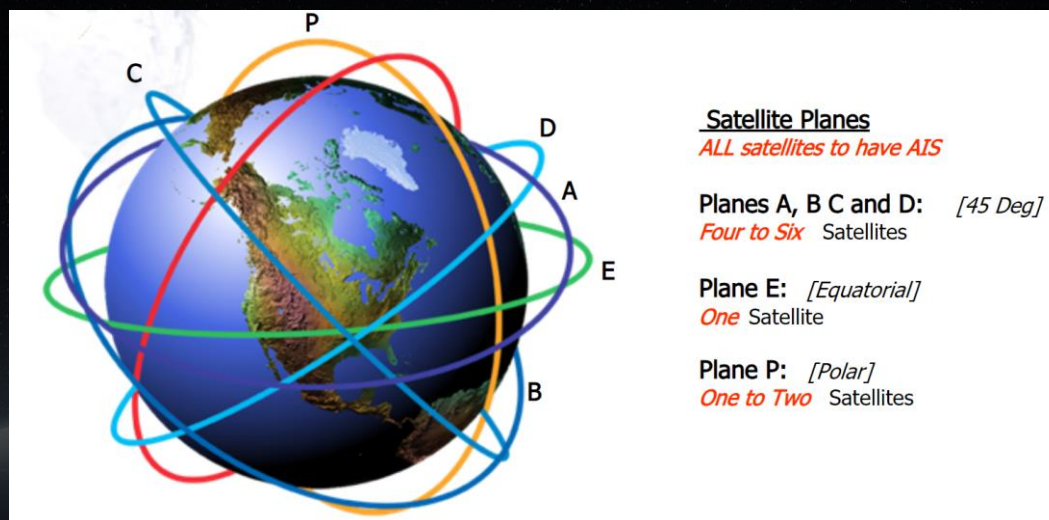 P
C
D
A
E
B
Satellite Planes
ALL satellites to have AIS
Planes A, B C and D: [45 Deg]
Four to Six Satellites
Plane E: [Equatorial]
One Satellite
Plane P: [Polar]
One to Two Satellites